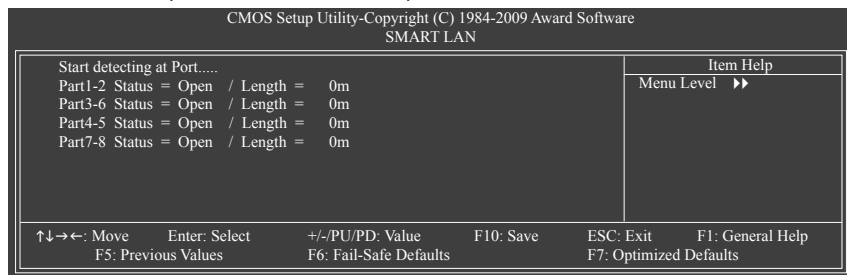 CMOS Setup Utility-Copyright (C) 1984-2009 Award Software
SMART LAN
Start detecting at Port.....
Part1-2 Status = Open / Length = 0m
Part3-6 Status = Open / Length = 0m
Part4-5 Status = Open / Length = 0m
Part7-8 Status = Open / Length = 0m
Item Help
Menu Level ▶▶
↑↓→←: Move Enter: Select +/-/PU/PD: Value F10: Save ESC: Exit F1: General Help
F5: Previous Values F6: Fail-Safe Defaults F7: Optimized Defaults